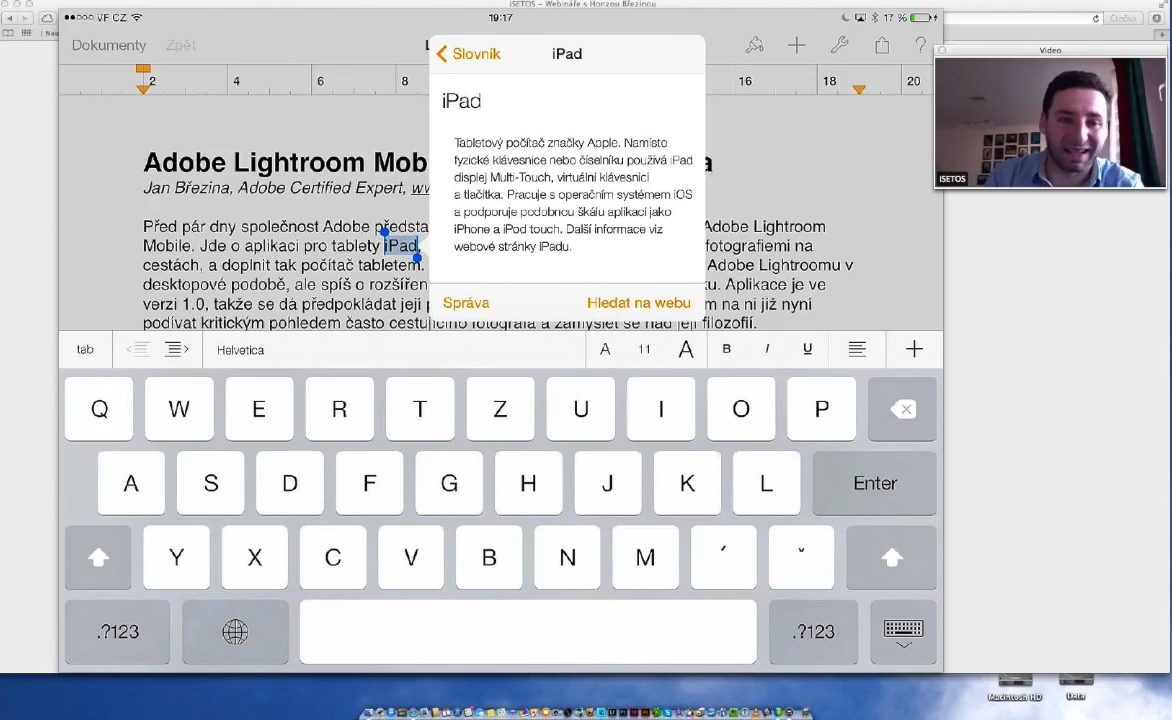 ISETOS – Webináře s Honzou Březinou
VF CZ
19:17
17 %
Čtečka
Dokumenty
Zpět
Slovník
iPad
?
Video
2
4
6
8
16
18
20
iPad
Tabletový počítač značky Apple. Namísto
fyzické klávesnice nebo číselníku používá iPad
displej Multi-Touch, virtuální klávesnici
a tlačítka. Pracuje s operačním systémem iOS
a podporuje podobnou škálu aplikací jako
iPhone a iPod touch. Další informace viz
webové stránky iPadu.
Správa
Hledat na webu
ISETOS
Adobe Lightroom Mob
a
Jan Březina, Adobe Certified Expert, ww
Před pár dny společnost Adobe předsta
Adobe Lightroom
Mobile. Jde o aplikaci pro tablety iPad,
fotografiemi na
cestách, a doplnit tak počítač tabletem.
Adobe Lightroomu v
desktopové podobě, ale spíš o rozšířen
ku. Aplikace je ve
verzi 1.0, takže se dá předpokládat její
m na ni již nyní
podívat kritickým pohledem často cestujícího fotografa a zamyslet se nad její filozofií.
tab
Helvetica
A
11
A
B
I
U
Q W E R T Z U I O P
A S D F G H J K L Enter
Y X C V B N M ´ ˇ
.?123
.?123
Macintosh HD
Data